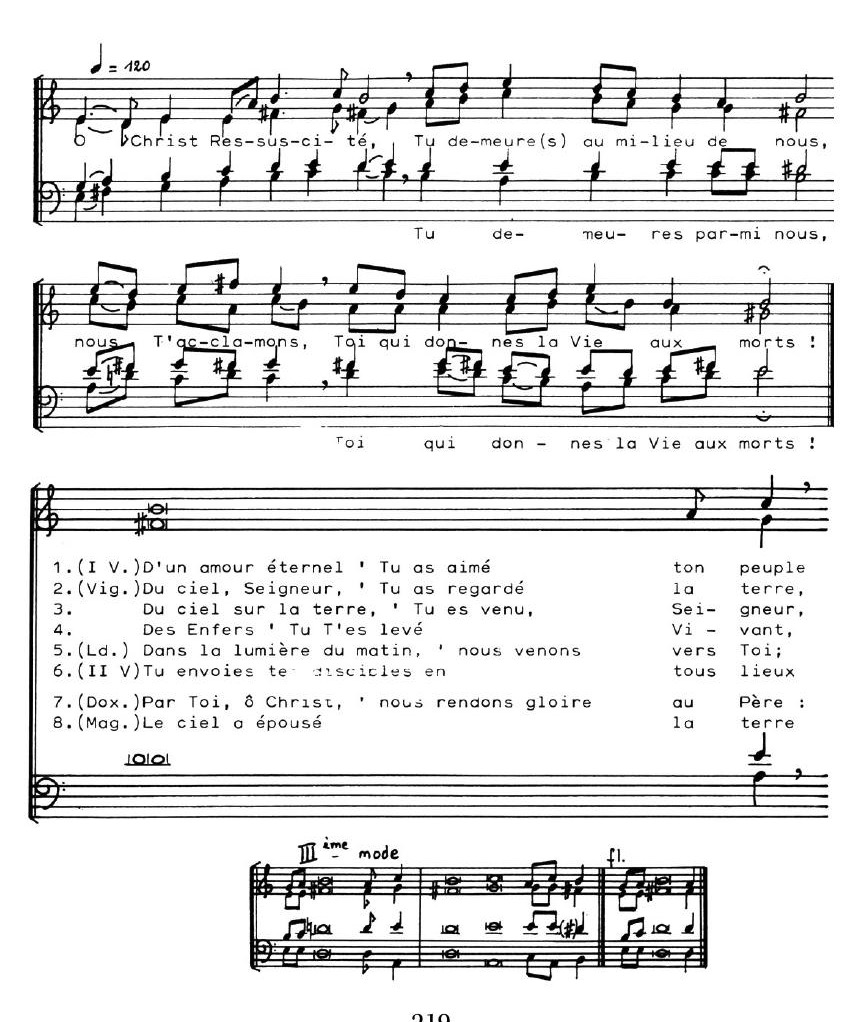 = 120
O Christ Res-sus-ci- té, Tu de-meure(s) au mi-lieu de nous,
Tu de- meu- res par-mi nous,
nous T'ac-cla-mons, Toi qui don- nes la Vie aux morts !
Toi qui don - nes la Vie aux morts !
1.(I V.)D'un amour éternel ' Tu as aimé ton peuple
2.(Vig.)Du ciel, Seigneur, ' Tu as regardé la terre,
3. Du ciel sur la terre, ' Tu es venu, Sei- gneur,
4. Des Enfers ' Tu T'es levé Vi - vant,
5.(Ld.) Dans la lumière du matin, ' nous venons vers Toi;
6.(II V)Tu envoies disciples en tous lieux
7.(Dox.)Par Toi, ô Christ, ' nous rendons gloire au Père :
8.(Mag.)Le ciel a épousé la terre
III ème mode fl.